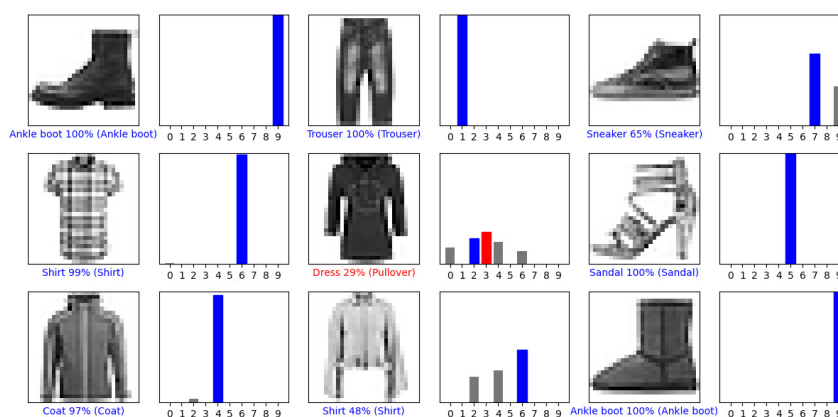 0 1 2 3 4 5 6 7 8 9 0 1 2 3 4 5 6 7 8 9 0 1 2 3 4 5 6 7 8 9
Ankle boot 100% (Ankle boot) Trouser 100% (Trouser) Sneaker 65% (Sneaker)
0 1 2 3 4 5 6 7 8 9 0 1 2 3 4 5 6 7 8 9 0 1 2 3 4 5 6 7 8 9
Shirt 99% (Shirt) Dress 29% (Pullover) Sandal 100% (Sandal)
0 1 2 3 4 5 6 7 8 9 0 1 2 3 4 5 6 7 8 9 0 1 2 3 4 5 6 7 8 9
Coat 97% (Coat) Shirt 48% (Shirt) Ankle boot 100% (Ankle boot)